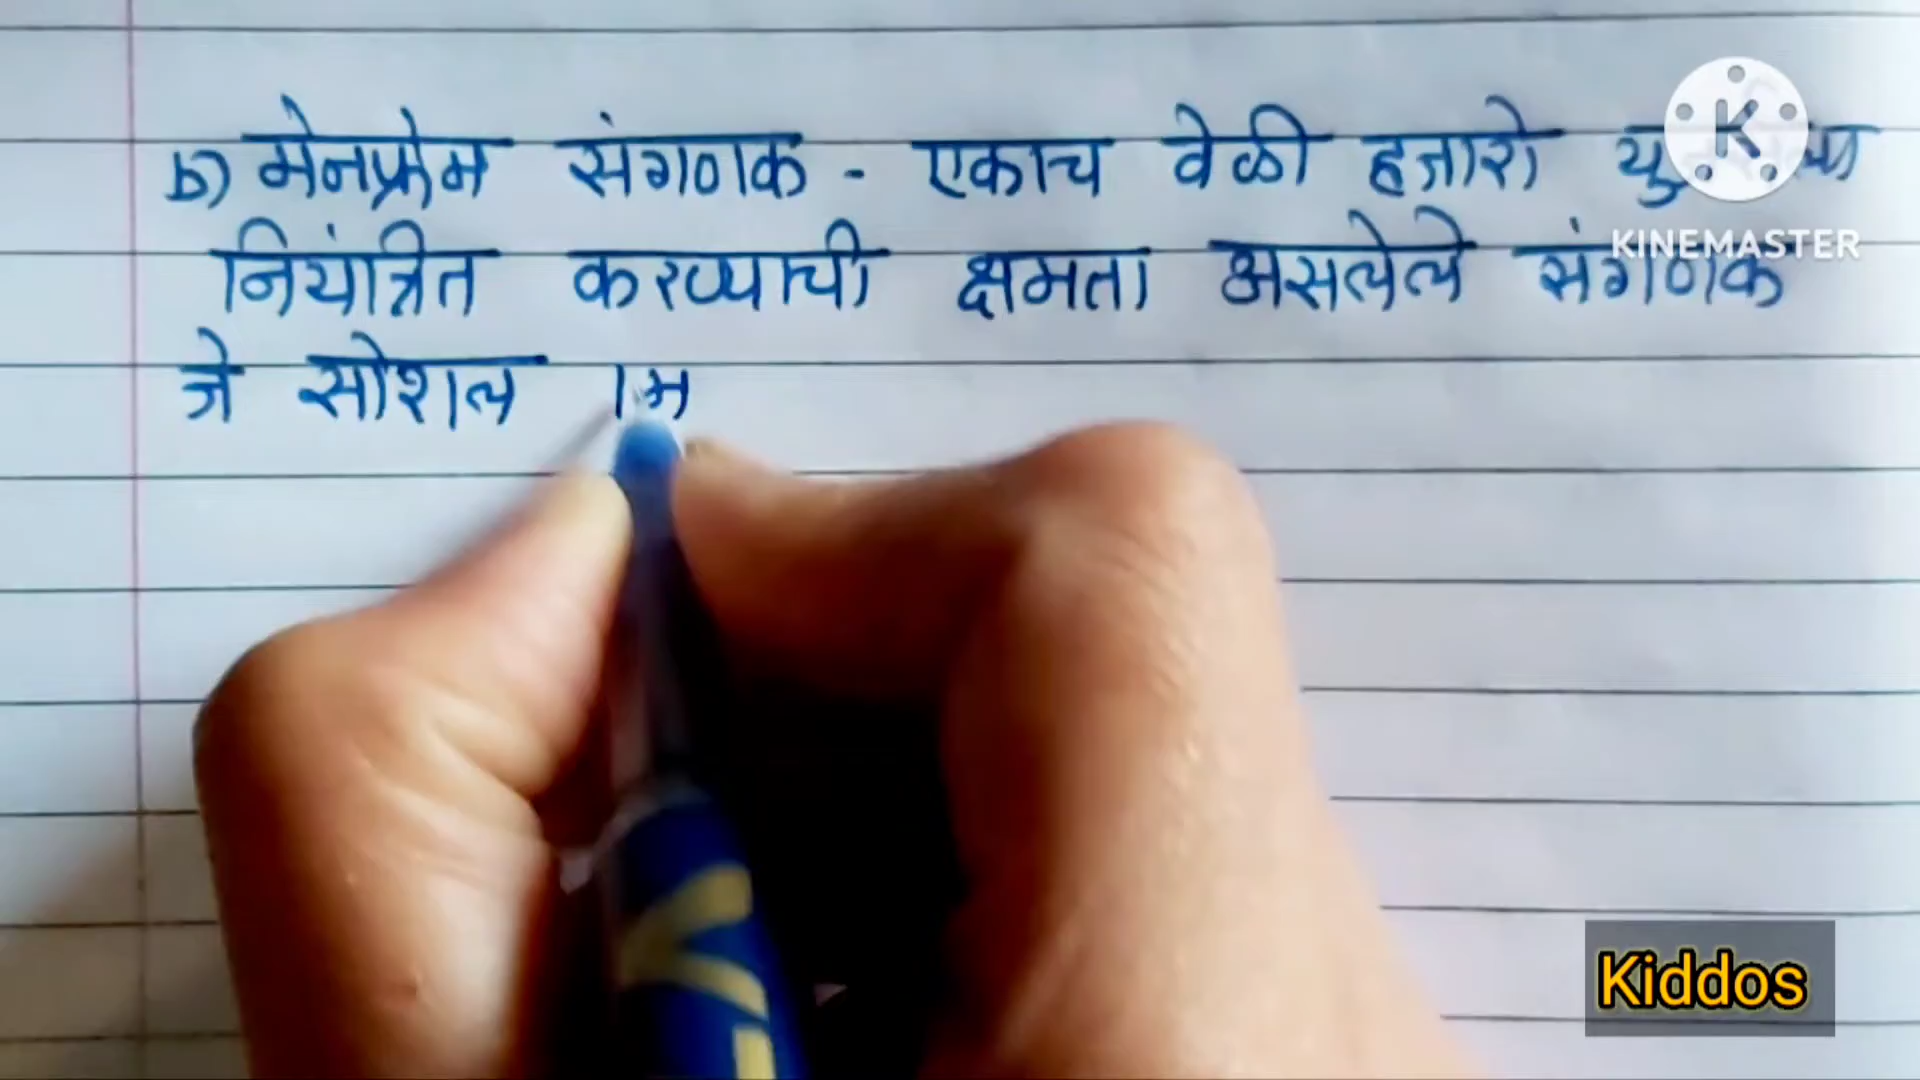 b) मेनफ्रेम संगणक - एकाच वेळी हजारो
नियंत्रित करण्याची क्षमता असलेले संगणक
जे सोशल
KINEMASTER
Kiddos